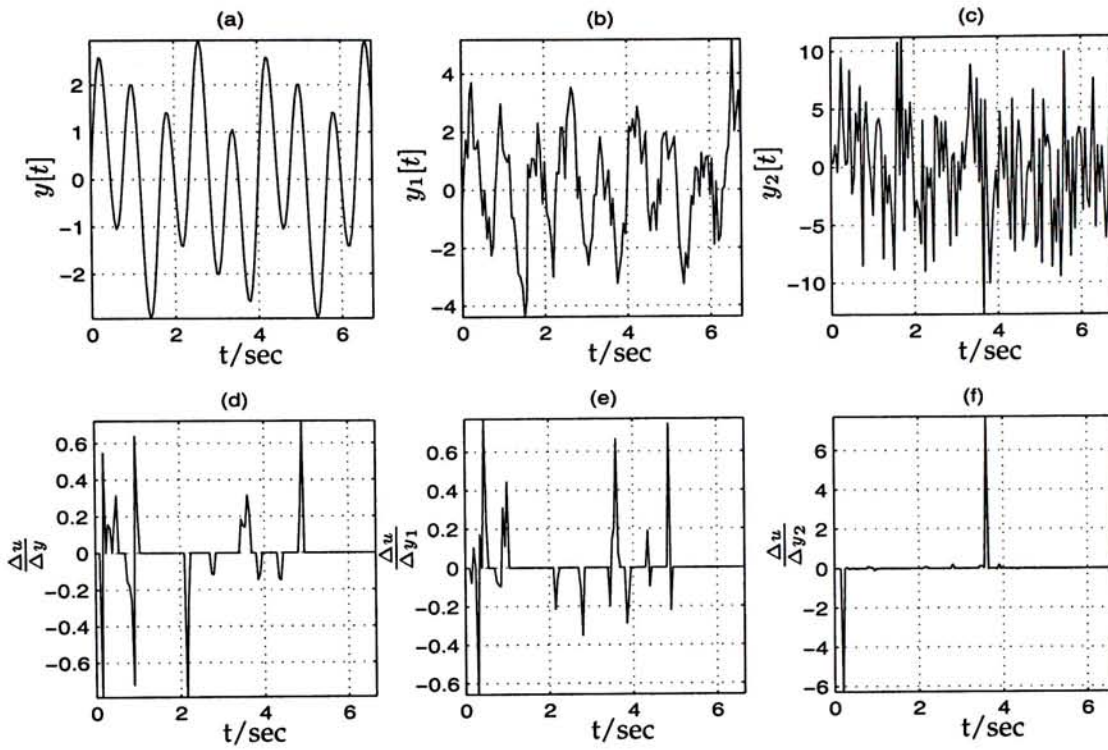 (a)
y[t]
2
1
0
−1
−2
0 2 4 6
t/sec
(b)
y₁[t]
4
2
0
−2
−4
0 2 4 6
t/sec
(c)
y₂[t]
10
5
0
−5
−10
0 2 4 6
t/sec
(d)
Δu
Δy
0.6
0.4
0.2
0
−0.2
−0.4
−0.6
0 2 4 6
t/sec
(e)
Δu
Δy₁
0.6
0.4
0.2
0
−0.2
−0.4
−0.6
0 2 4 6
t/sec
(f)
Δu
Δy₂
6
4
2
0
−2
−4
−6
0 2 4 6
t/sec